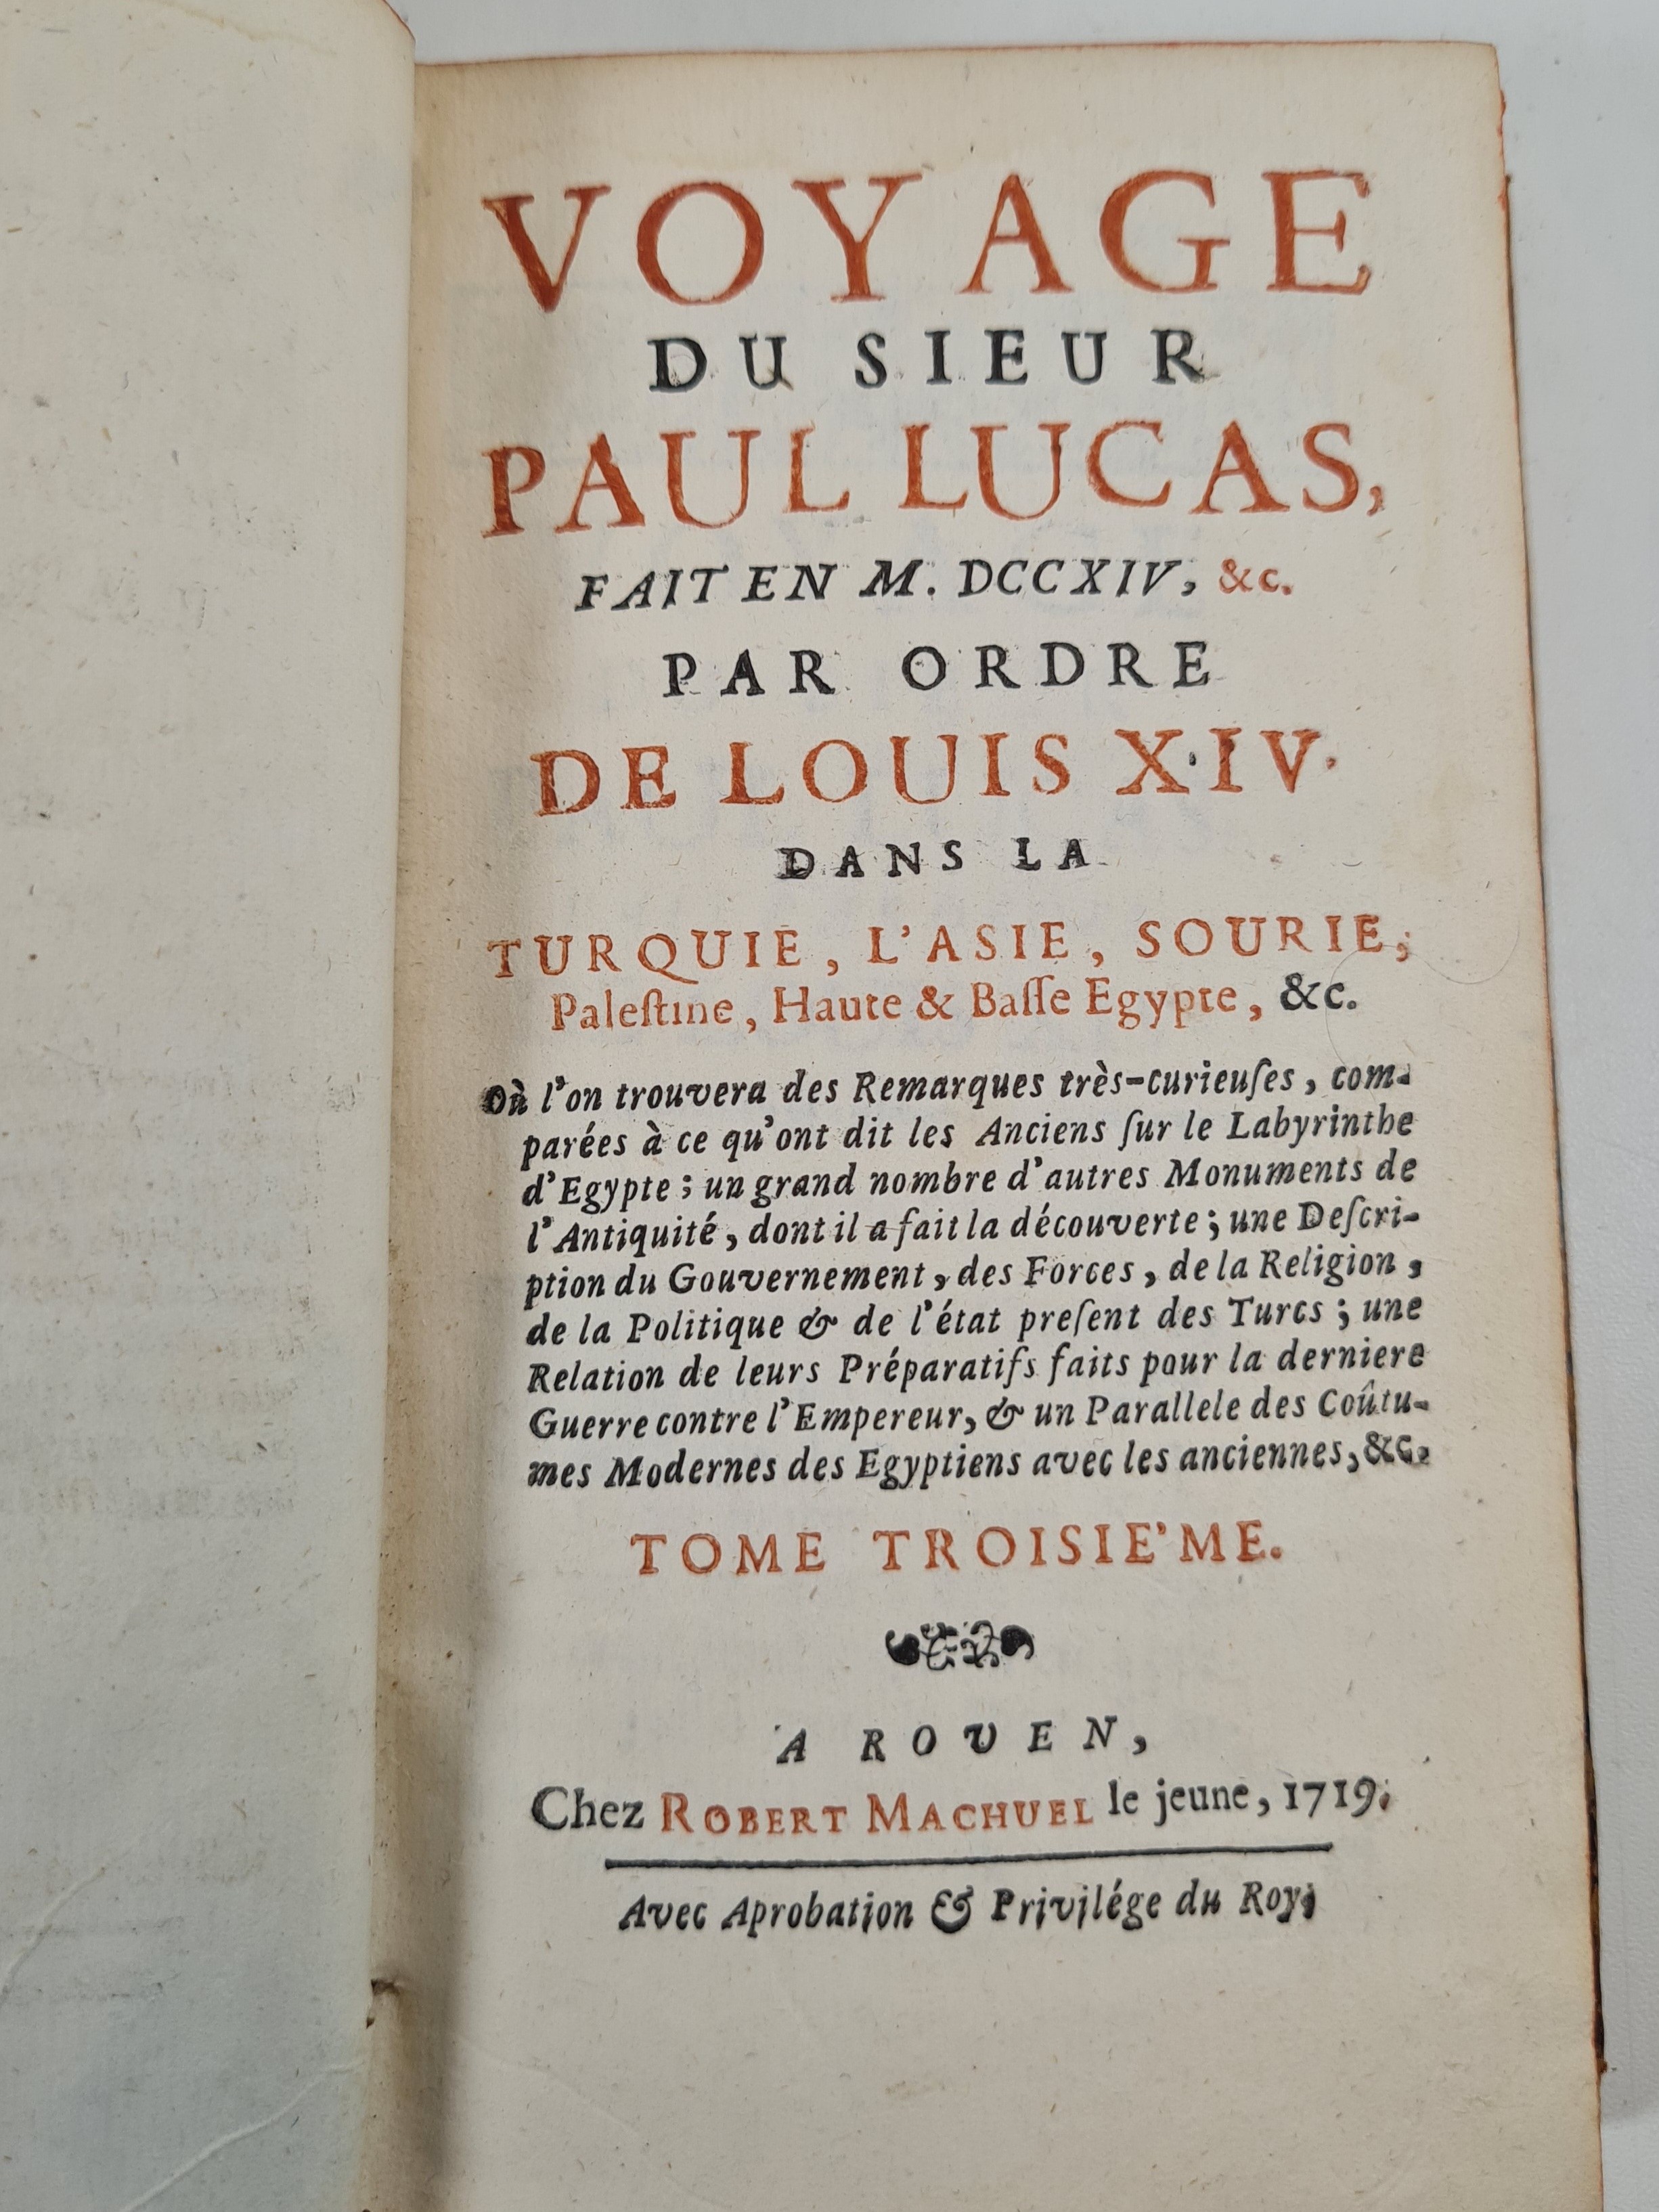 VOYAGE
DU SIEUR
PAUL LUCAS,
FAIT EN M. DCCXIV, &c.
PAR ORDRE
DE LOUIS XIV.
DANS LA
TURQUIE, L'ASIE, SOURIE,
Paleſtine, Haute & Baſſe Egypte, &c.
Où l'on trouvera des Remarques très-curieuſes, com-
parées à ce qu'ont dit les Anciens ſur le Labyrinthe
d'Egypte; un grand nombre d'autres Monuments de
l'Antiquité, dont il a fait la découverte; une Deſcri-
ption du Gouvernement, des Forces, de la Religion,
de la Politique & de l'état preſent des Turcs; une
Relation de leurs Préparatifs faits pour la derniere
Guerre contre l'Empereur, & un Parallele des Coûtu-
mes Modernes des Egyptiens avec les anciennes, &c.
TOME TROISIE'ME.
A ROUEN,
Chez ROBERT MACHUEL le jeune, 1719.
Avec Aprobation & Privilége du Roy.